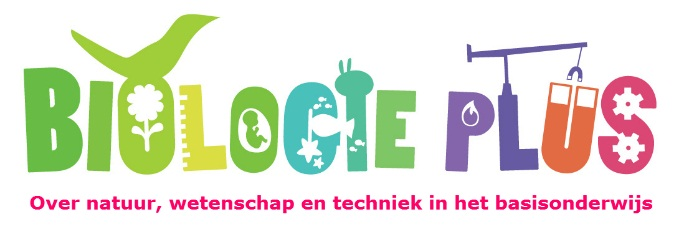 BIOLOGIE PLUS
Over natuur, wetenschap en techniek in het basisonderwijs